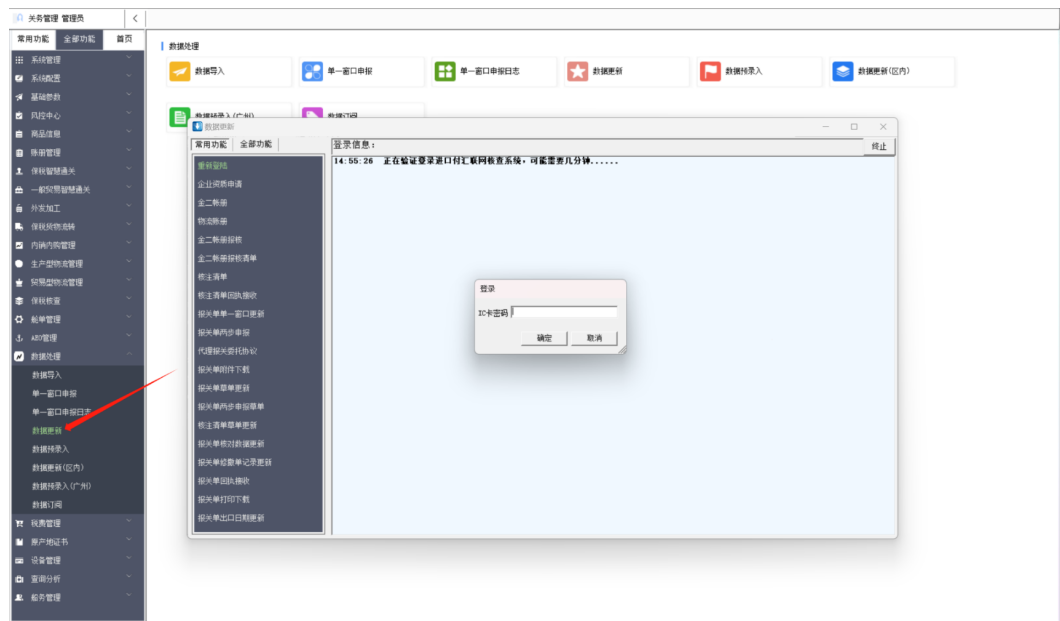 关务管理 管理员
常用功能 全部功能 首页
系统管理
系统配置
基础参数
风控中心
商品信息
账册管理
保税智慧通关
一般贸易智慧通关
外发加工
保税货物流转
内销内购管理
生产型物流管理
贸易型物流管理
保税核查
舱单管理
AEO管理
数据处理
数据导入
单一窗口申报
单一窗口申报日志
数据更新
数据预录入
数据更新(区内)
数据预录入(广州)
数据订阅
税费管理
原产地证书
设备管理
查询分析
服务管理
数据处理
数据导入 单一窗口申报 单一窗口申报日志 数据更新 数据预录入 数据更新(区内)
数据预录入(广州) 数据订阅
数据更新
常用功能 全部功能
登录信息:
终止
14:55:26 正在验证登录进口付汇联网核查系统,可能需要几分钟......
重新登陆
企业资质申请
金二帐册
物流账册
金二帐册报核
金二帐册报核清单
核注清单
核注清单回执接收
报关单单一窗口更新
报关单两步申报
代理报关委托协议
报关单附件下载
报关单草单更新
报关单两步申报草单
核注清单草单更新
报关单核对数据更新
报关单修撤单记录更新
报关单回执接收
报关单打印下载
报关单出口日期更新
登录
IC卡密码
确定 取消